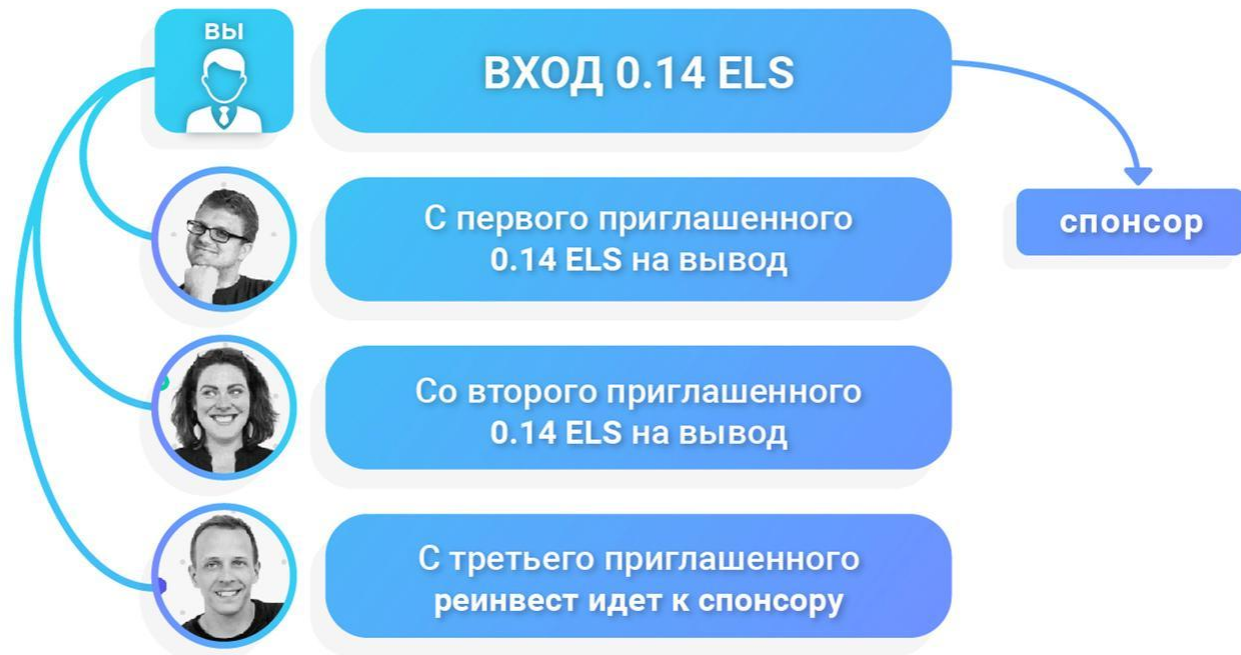 ВЫ
ВХОД 0.14 ELS
С первого приглашенного
0.14 ELS на вывод
спонсор
Со второго приглашенного
0.14 ELS на вывод
С третьего приглашенного
реинвест идет к спонсору